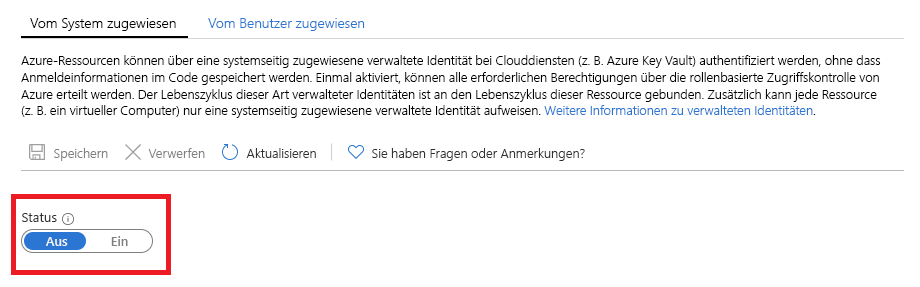 Vom System zugewiesen Vom Benutzer zugewiesen
Azure-Ressourcen können über eine systemseitig zugewiesene verwaltete Identität bei Clouddiensten (z. B. Azure Key Vault) authentifiziert werden, ohne dass
Anmeldeinformationen im Code gespeichert werden. Einmal aktiviert, können alle erforderlichen Berechtigungen über die rollenbasierte Zugriffskontrolle von
Azure erteilt werden. Der Lebenszyklus dieser Art verwalteter Identitäten ist an den Lebenszyklus dieser Ressource gebunden. Zusätzlich kann jede Ressource
(z. B. ein virtueller Computer) nur eine systemseitig zugewiesene verwaltete Identität aufweisen. Weitere Informationen zu verwalteten Identitäten.
Speichern Verwerfen Aktualisieren Sie haben Fragen oder Anmerkungen?
Status
Aus Ein